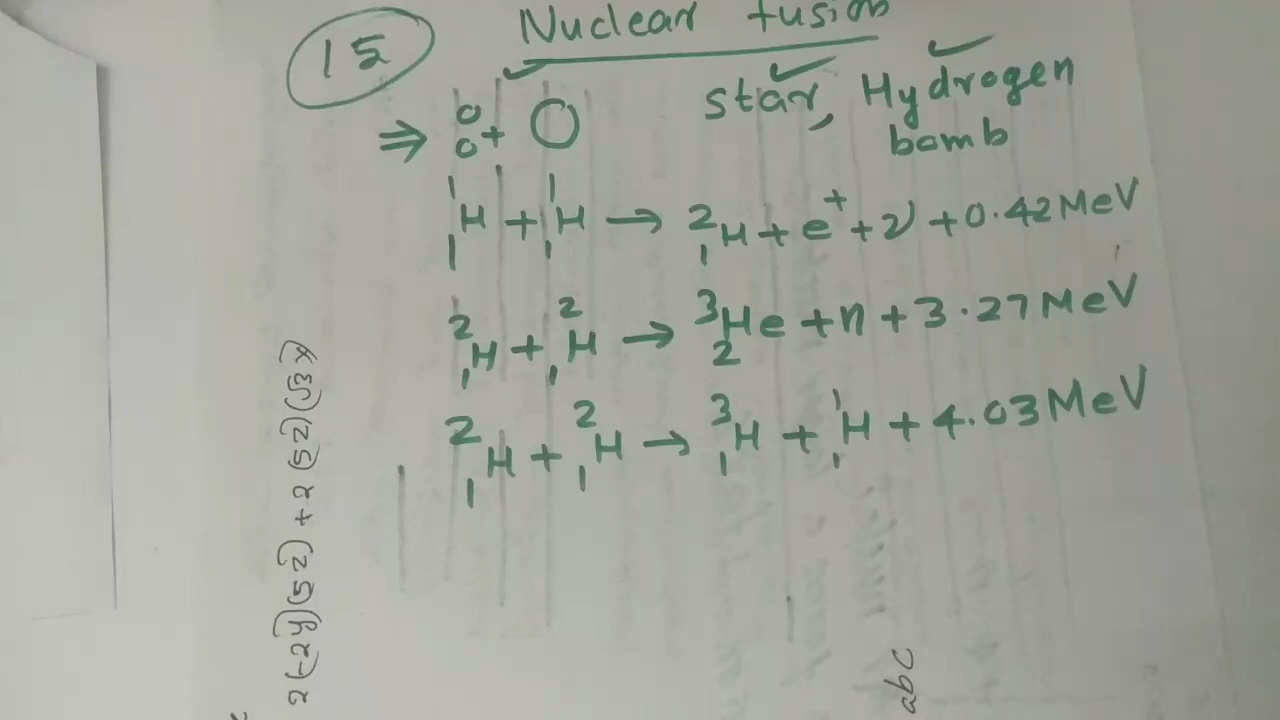 15
Nuclear fusion
star, Hydrogen
bomb
⇒ o o + O
¹₁H + ¹₁H → ²₁H + e⁺ + ν + 0.42 MeV
²₁H + ²₁H → ³₂He + n + 3.27 MeV
²₁H + ²₁H → ³₁H + ¹₁H + 4.03 MeV
2(-2y)(5z) + 2(5z)(√3x)
abc